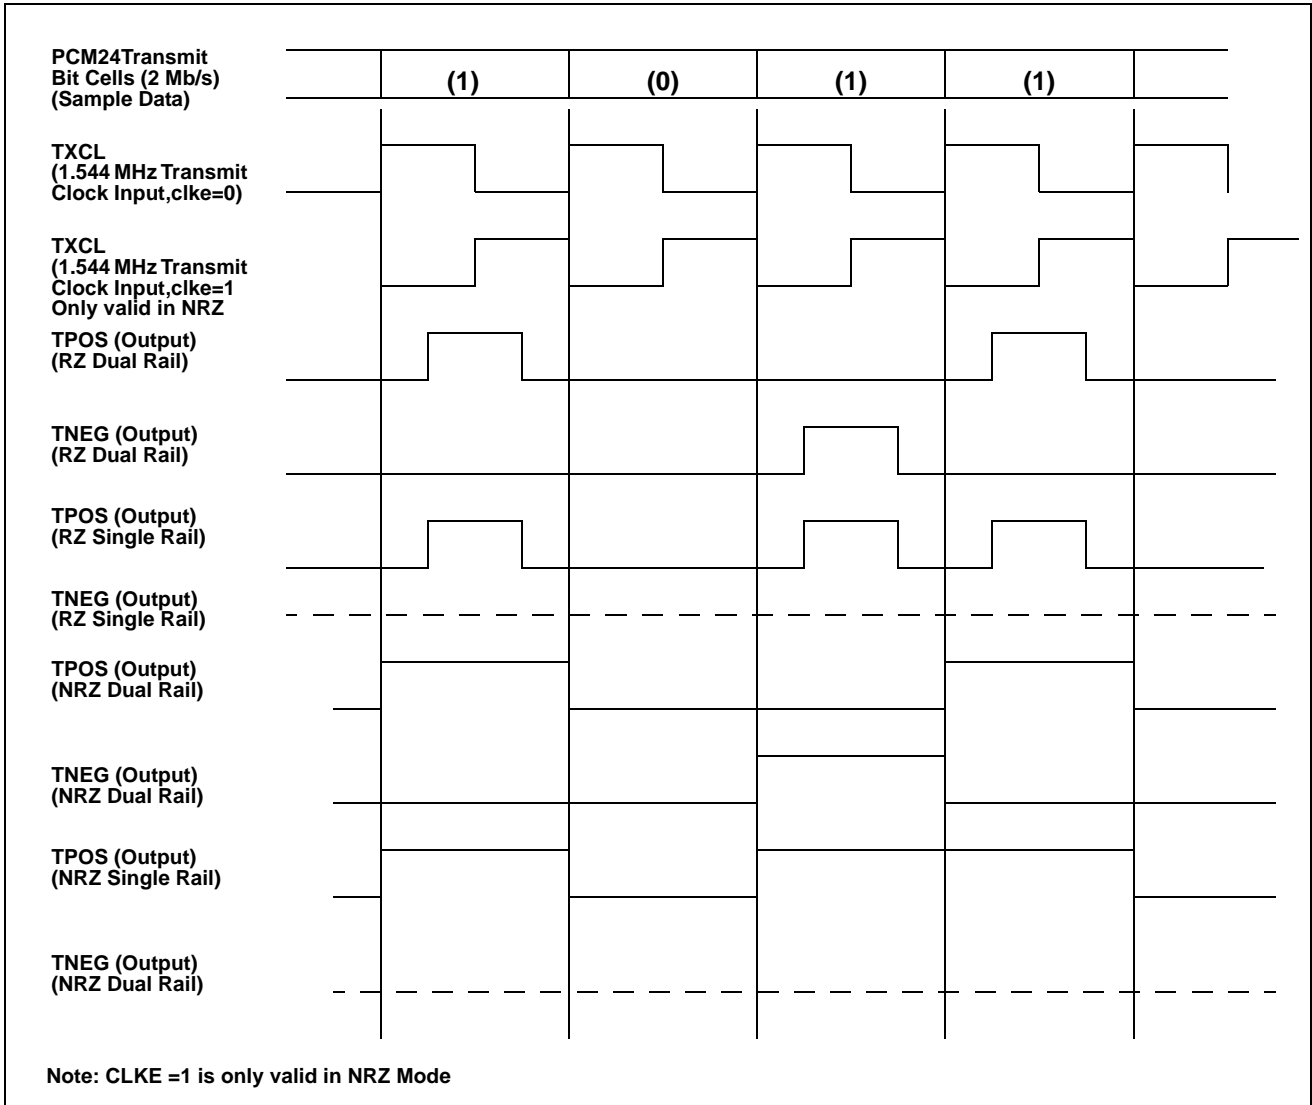 PCM24Transmit
Bit Cells (2 Mb/s)
(Sample Data)
(1)
(0)
(1)
(1)
TXCL
(1.544 MHz Transmit
Clock Input,clke=0)
TXCL
(1.544 MHz Transmit
Clock Input,clke=1
Only valid in NRZ
TPOS (Output)
(RZ Dual Rail)
TNEG (Output)
(RZ Dual Rail)
TPOS (Output)
(RZ Single Rail)
TNEG (Output)
(RZ Single Rail)
TPOS (Output)
(NRZ Dual Rail)
TNEG (Output)
(NRZ Dual Rail)
TPOS (Output)
(NRZ Single Rail)
TNEG (Output)
(NRZ Dual Rail)
Note: CLKE =1 is only valid in NRZ Mode